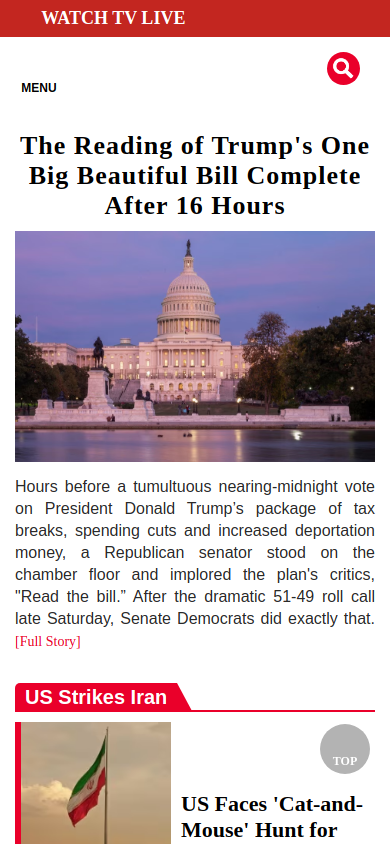 WATCH TV LIVE
MENU
The Reading of Trump's One
Big Beautiful Bill Complete
After 16 Hours
Hours before a tumultuous nearing-midnight vote
on President Donald Trump’s package of tax
breaks, spending cuts and increased deportation
money, a Republican senator stood on the
chamber floor and implored the plan's critics,
"Read the bill.” After the dramatic 51-49 roll call
late Saturday, Senate Democrats did exactly that.
[Full Story]
US Strikes Iran
TOP
US Faces 'Cat-and-
Mouse' Hunt for